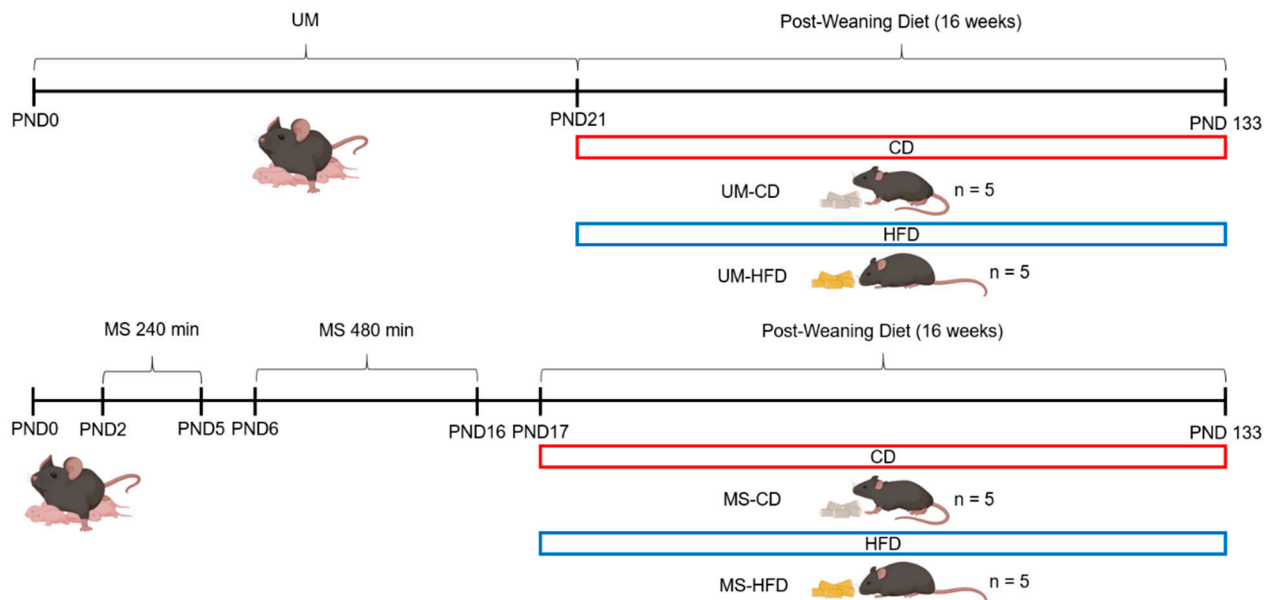 UM
Post-Weaning Diet (16 weeks)
PND0
PND21
PND 133
CD
UM-CD
n = 5
HFD
UM-HFD
n = 5
MS 240 min
MS 480 min
Post-Weaning Diet (16 weeks)
PND0
PND2
PND5
PND6
PND16
PND17
PND 133
CD
MS-CD
n = 5
HFD
MS-HFD
n = 5